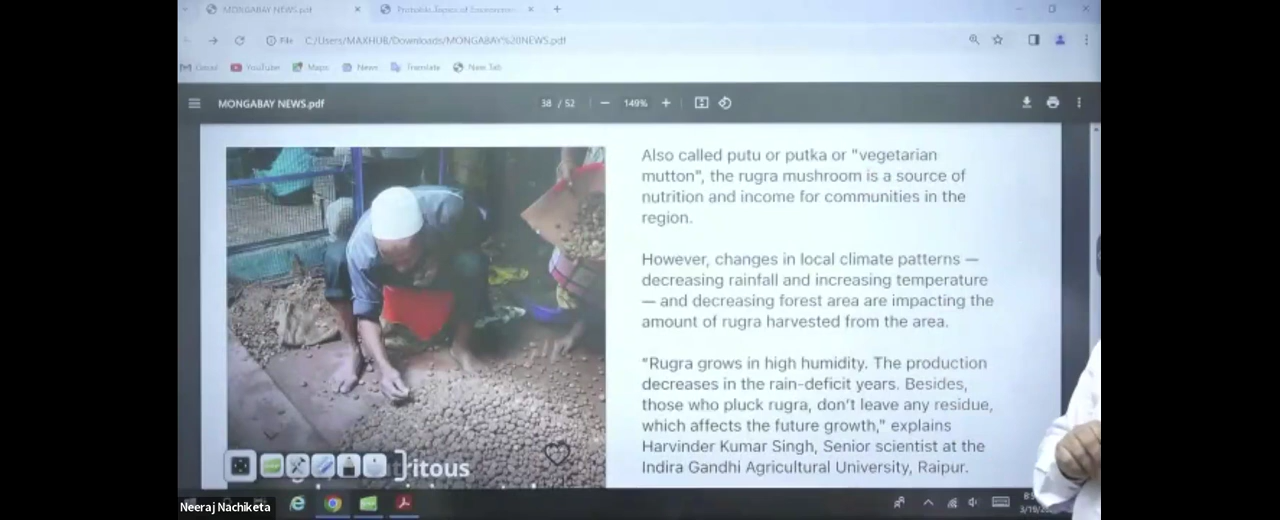 MONGABAY NEWS.pdf
Probable Topics of Environme
File C:/Users/MAXHUB/Downloads/MONGABAY%20NEWS.pdf
Gmail YouTube Maps News Translate New Tab
MONGABAY NEWS.pdf 38 / 52 149%
Also called putu or putka or "vegetarian
mutton", the rugra mushroom is a source of
nutrition and income for communities in the
region.
However, changes in local climate patterns —
decreasing rainfall and increasing temperature
— and decreasing forest area are impacting the
amount of rugra harvested from the area.
"Rugra grows in high humidity. The production
decreases in the rain-deficit years. Besides,
those who pluck rugra, don't leave any residue,
which affects the future growth," explains
Harvinder Kumar Singh, Senior scientist at the
Indira Gandhi Agricultural University, Raipur.
ritous
Neeraj Nachiketa